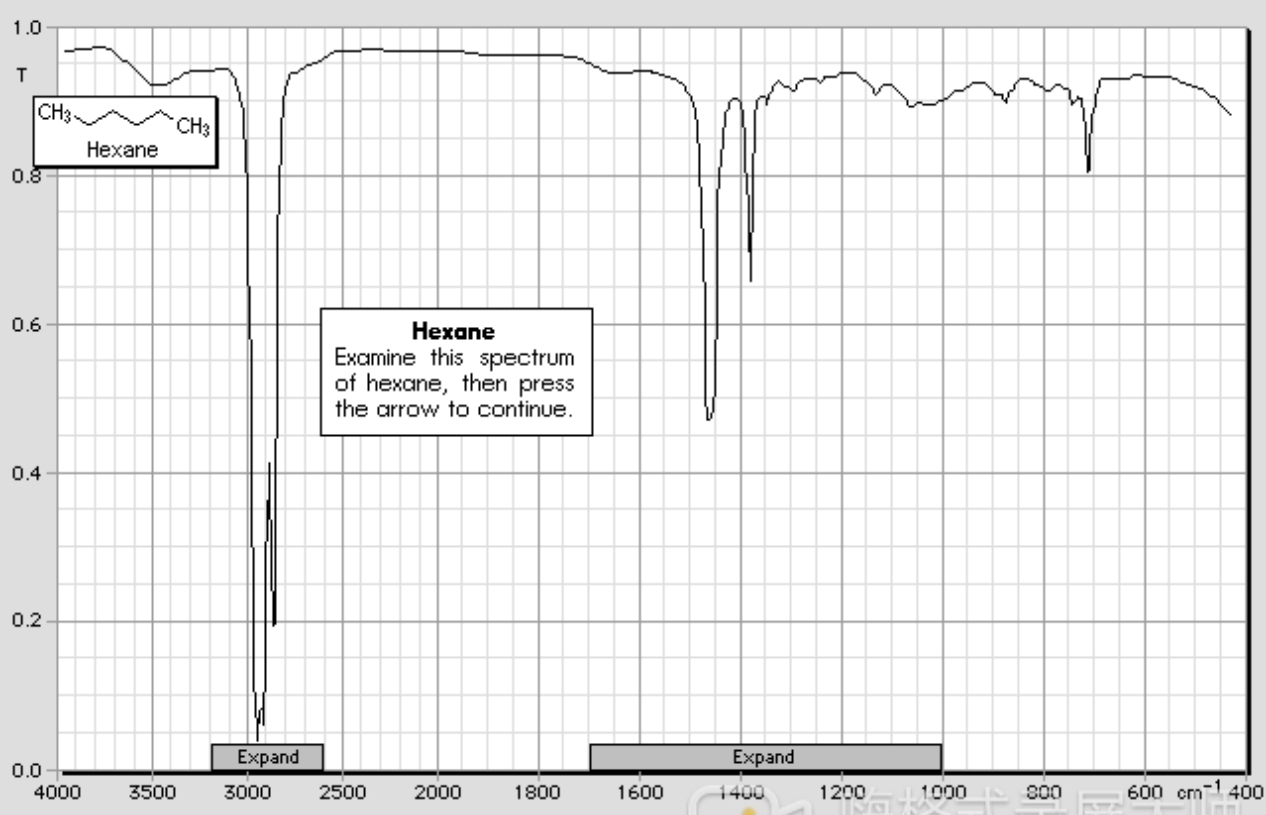 1.0
T
CH3
CH3
Hexane
0.8
0.6
Hexane
Examine this spectrum
of hexane, then press
the arrow to continue.
0.4
0.2
Expand
Expand
0.0
4000 3500 3000 2500 2000 1800 1600 1400 1200 1000 800 600 cm-1 400